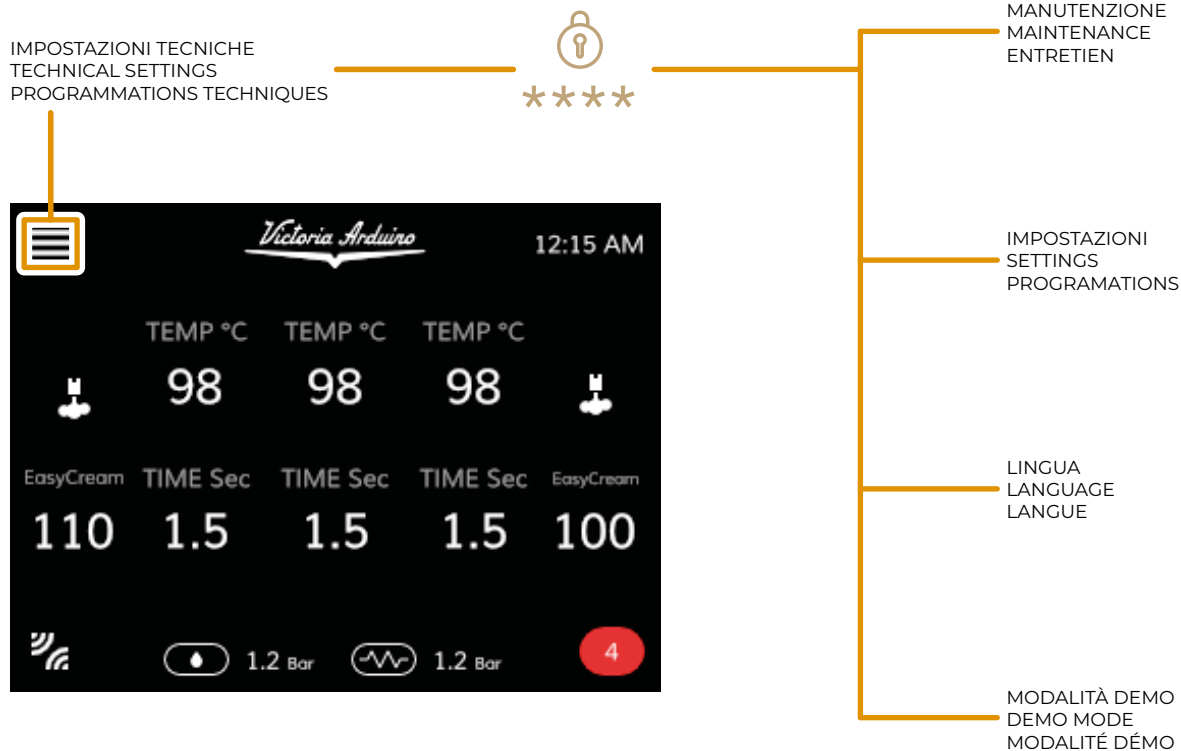 IMPOSTAZIONI TECNICHE
TECHNICAL SETTINGS
PROGRAMMATIONS TECHNIQUES
****
MANUTENZIONE
MAINTENANCE
ENTRETIEN
Victoria Arduino
12:15 AM
TEMP °C TEMP °C TEMP °C
98 98 98
EasyCream TIME Sec TIME Sec TIME Sec EasyCream
110 1.5 1.5 1.5 100
1.2 Bar 1.2 Bar 4
IMPOSTAZIONI
SETTINGS
PROGRAMATIONS
LINGUA
LANGUAGE
LANGUE
MODALITÀ DEMO
DEMO MODE
MODALITÉ DÉMO